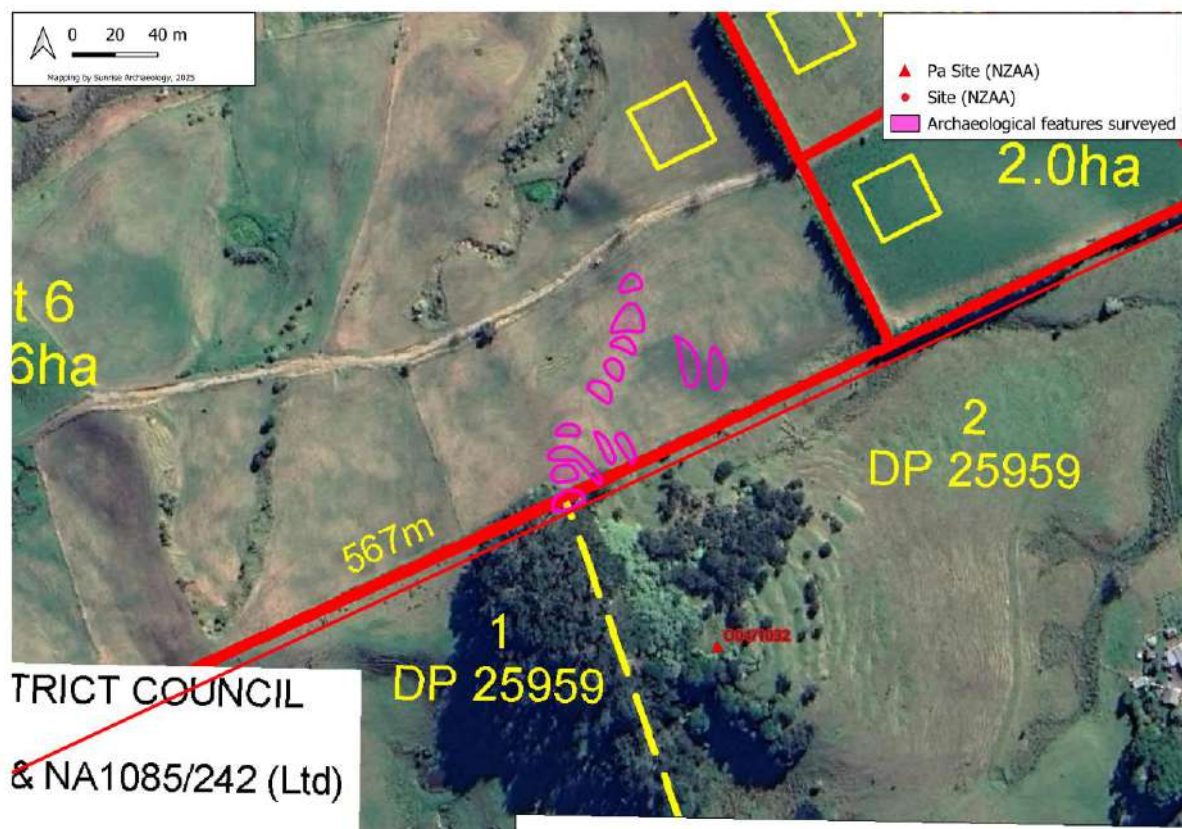 0 20 40 m
Mapping by Sunrise Archaeology, 2025
Pa Site (NZAA)
Site (NZAA)
Archaeological features surveyed
2.0ha
t 6
6ha
2
DP 25959
567m
1
DP 25959
TRICT COUNCIL
& NA1085/242 (Ltd)